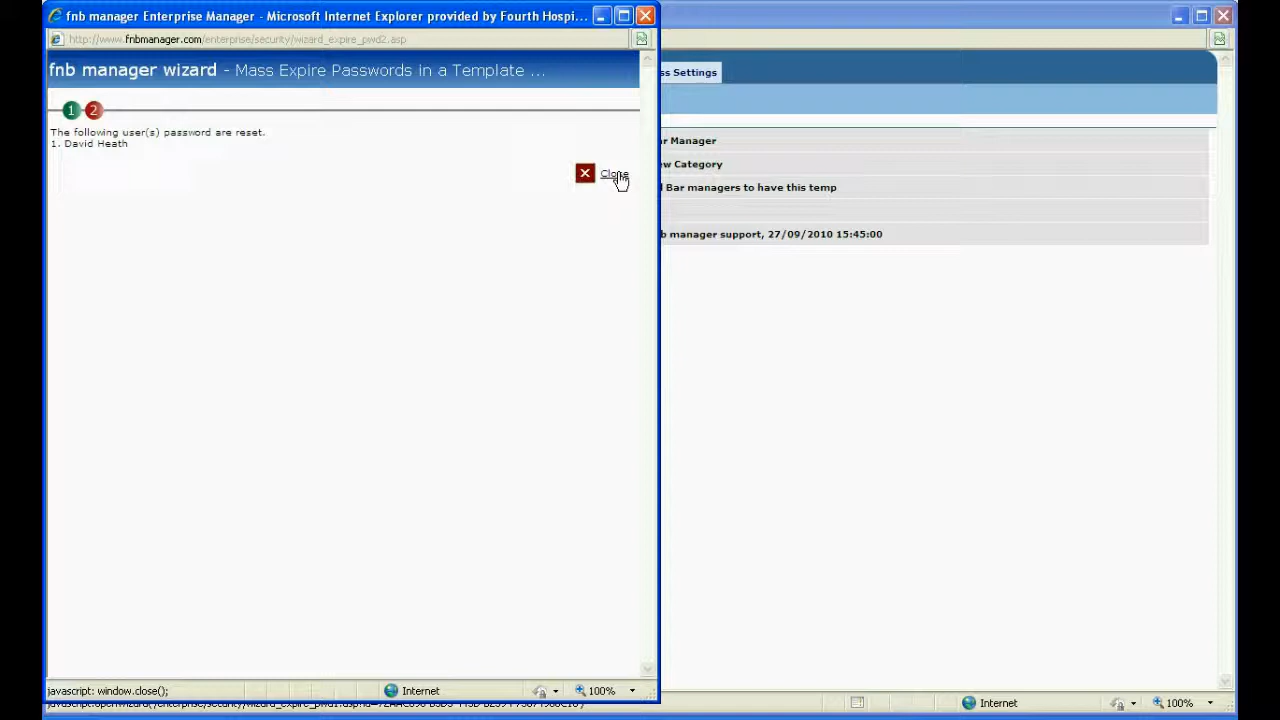 fnb manager Enterprise Manager - Microsoft Internet Explorer provided by Fourth Hospi...
http://www.fnbmanager.com/enterprise/security/wizard_expire_pwd2.asp
fnb manager wizard - Mass Expire Passwords in a Template ...
ss Settings
1 2
The following user(s) password are reset.
1. David Heath
Close
ar Manager
ew Category
l Bar managers to have this temp
b manager support, 27/09/2010 15:45:00
javascript: window.close();
Internet
100%
Internet
100%